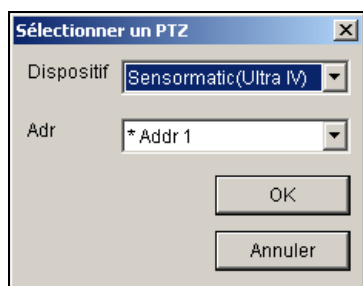 Sélectionner un PTZ
Dispositif Sensormatic(Ultra IV)
Adr * Addr 1
OK
Annuler